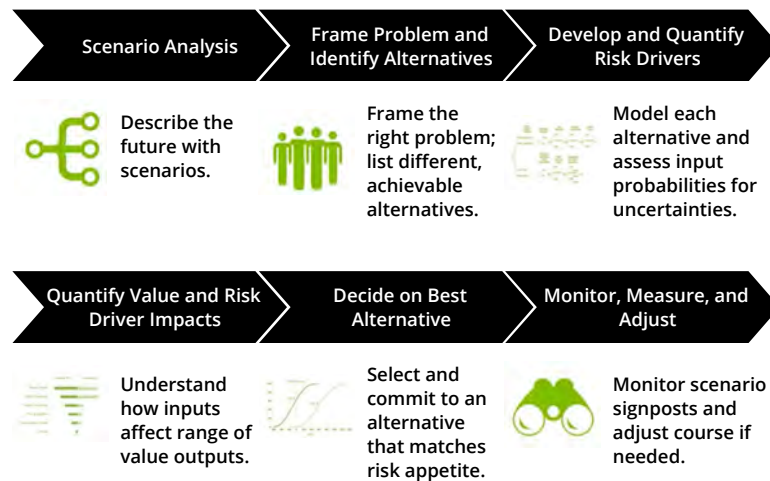 Scenario Analysis
Frame Problem and
Identify Alternatives
Develop and Quantify
Risk Drivers
Describe the
future with
scenarios.
Frame the
right problem;
list different,
achievable
alternatives.
Model each
alternative and
assess input
probabilities for
uncertainties.
Quantify Value and Risk
Driver Impacts
Decide on Best
Alternative
Monitor, Measure, and
Adjust
Understand
how inputs
affect range of
value outputs.
Select and
commit to an
alternative
that matches
risk appetite.
Monitor scenario
signposts and
adjust course if
needed.